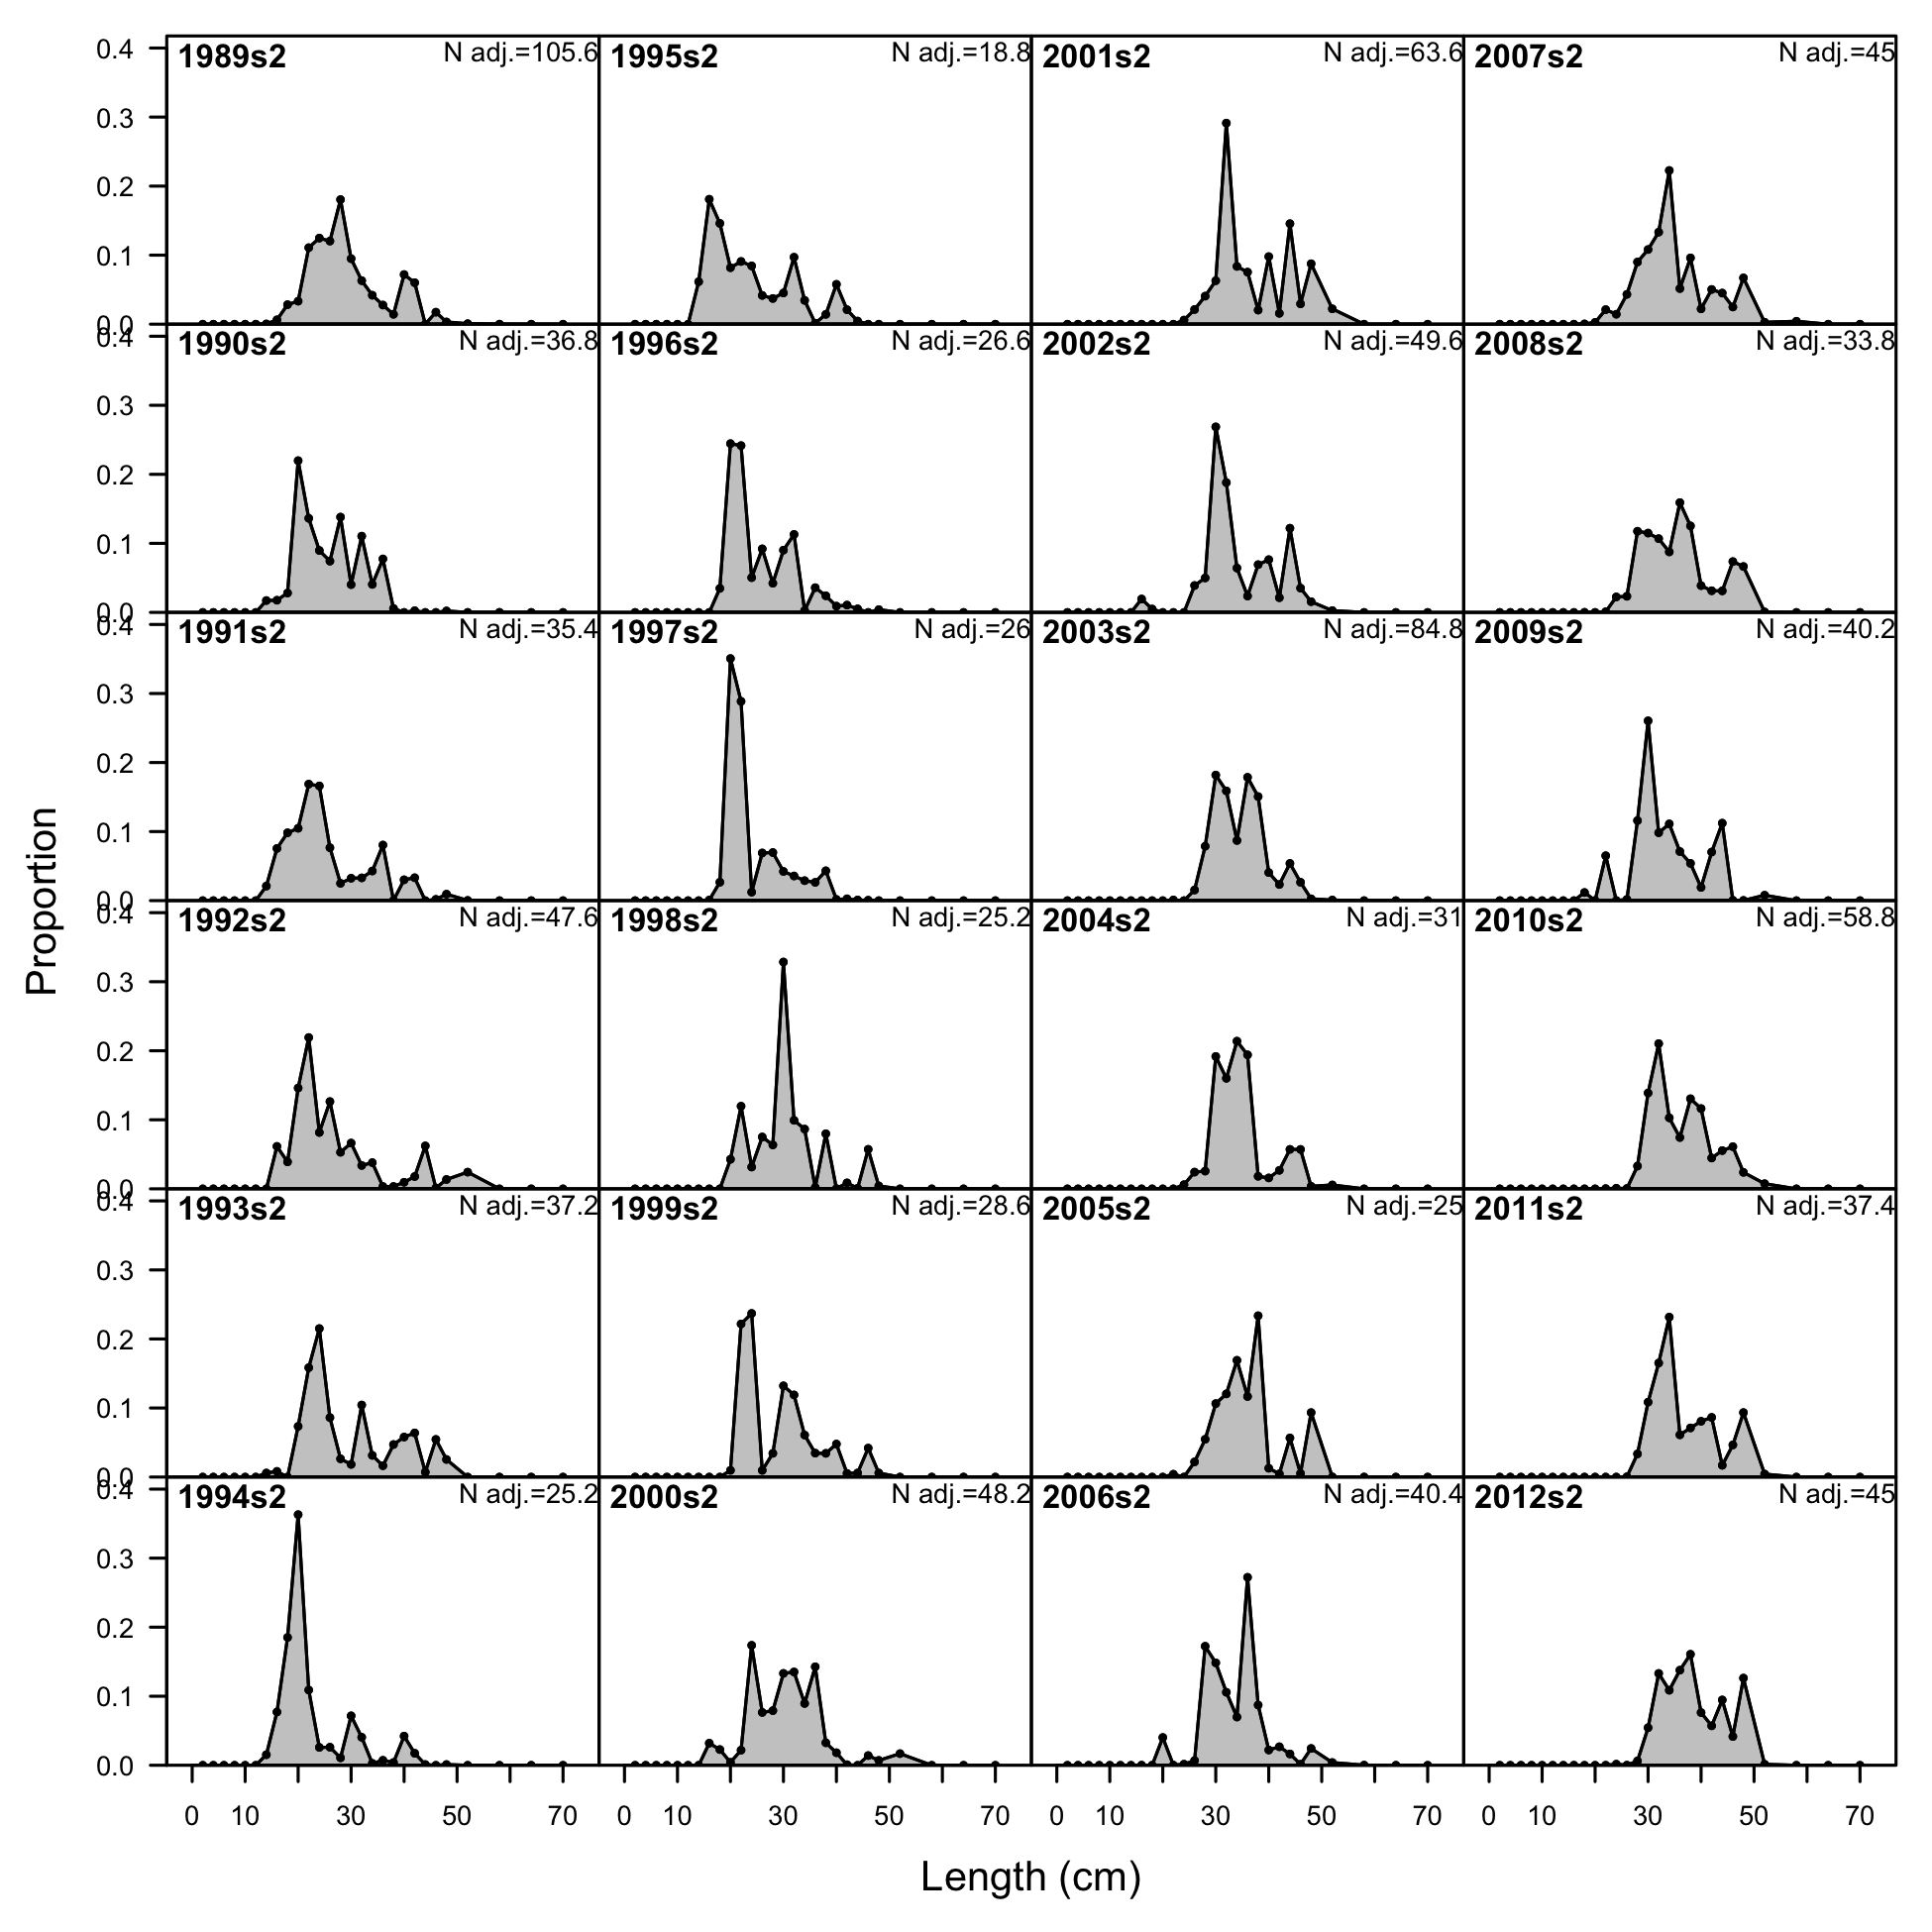 0.4 1989s2 N adj.=105.6 1995s2 N adj.=18.8 2001s2 N adj.=63.6 2007s2 N adj.=45
0.3
0.2
0.1
0.0
0.4 1990s2 N adj.=36.8 1996s2 N adj.=26.6 2002s2 N adj.=49.6 2008s2 N adj.=33.8
0.3
0.2
0.1
0.0
0.4 1991s2 N adj.=35.4 1997s2 N adj.=26 2003s2 N adj.=84.8 2009s2 N adj.=40.2
0.3
0.2
0.1
0.0
0.4 1992s2 N adj.=47.6 1998s2 N adj.=25.2 2004s2 N adj.=31 2010s2 N adj.=58.8
0.3
0.2
0.1
0.0
0.4 1993s2 N adj.=37.2 1999s2 N adj.=28.6 2005s2 N adj.=25 2011s2 N adj.=37.4
0.3
0.2
0.1
0.0
0.4 1994s2 N adj.=25.2 2000s2 N adj.=48.2 2006s2 N adj.=40.4 2012s2 N adj.=45
0.3
0.2
0.1
0.0
Proportion
0 10 30 50 70 0 10 30 50 70 0 10 30 50 70 0 10 30 50 70
Length (cm)